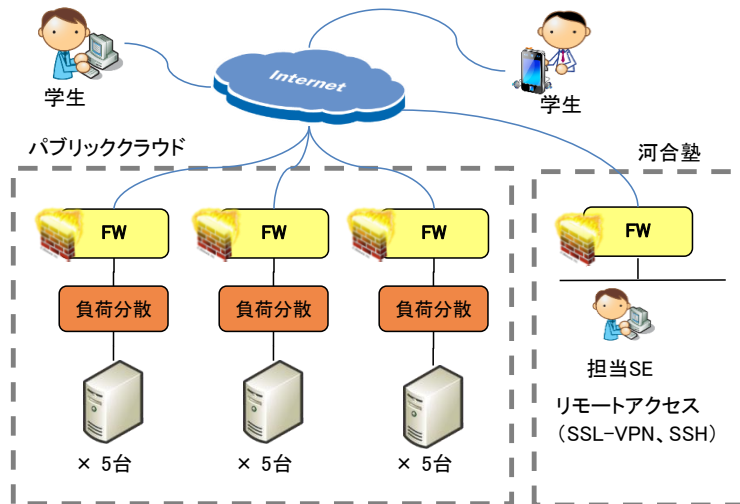 Internet
学生
学生
パブリッククラウド
河合塾
FW
FW
FW
FW
負荷分散
負荷分散
負荷分散
担当SE
リモートアクセス
（SSL-VPN、SSH）
× 5台
× 5台
× 5台